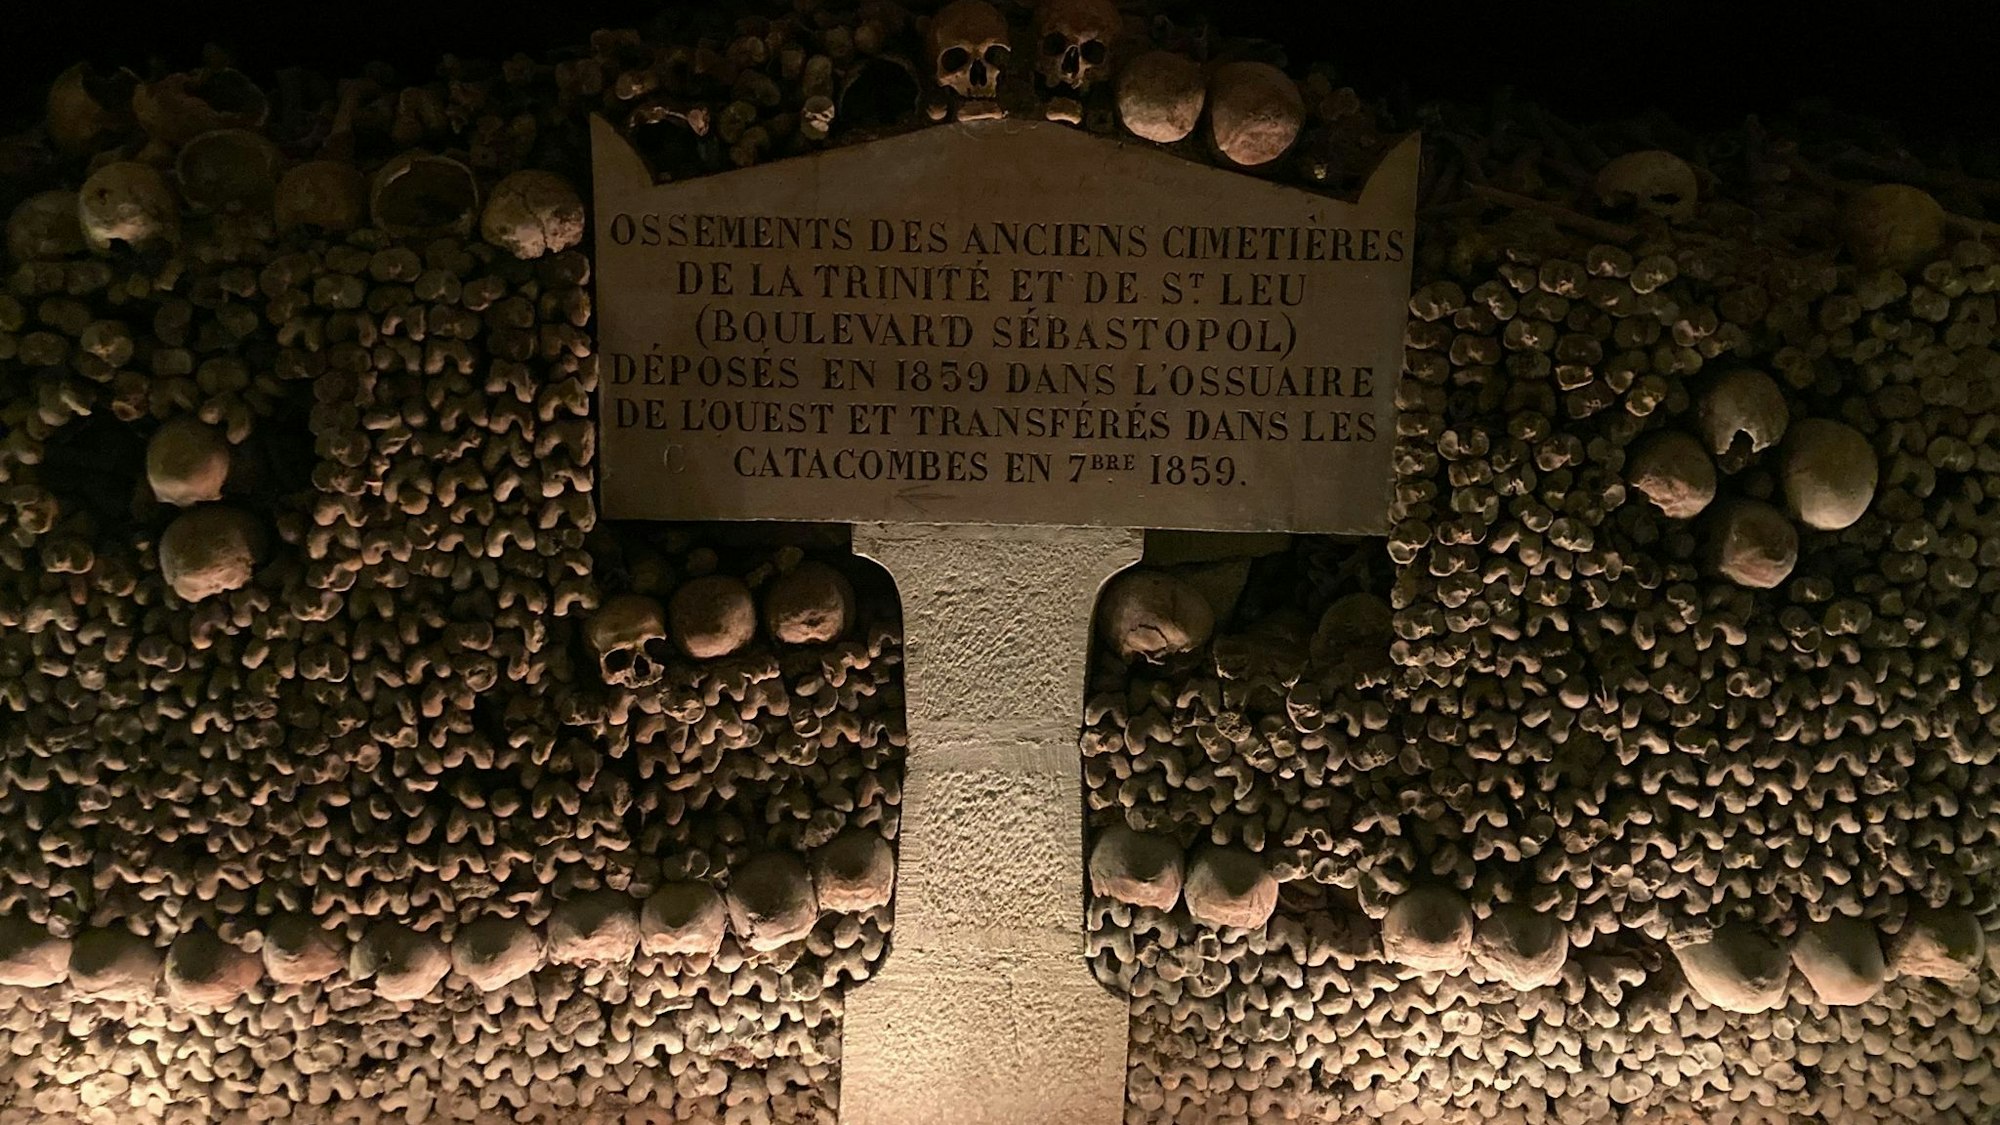 OSSEMENTS DES ANCIENS CIMETIÈRES
DE LA TRINITÉ ET DE Sᵀ LEU
(BOULEVARD SÉBASTOPOL)
DÉPOSÉS EN 1859 DANS L'OSSUAIRE
DE L'OUEST ET TRANSFÉRÉS DANS LES
CATACOMBES EN 7ᴮᴿᴱ 1859.